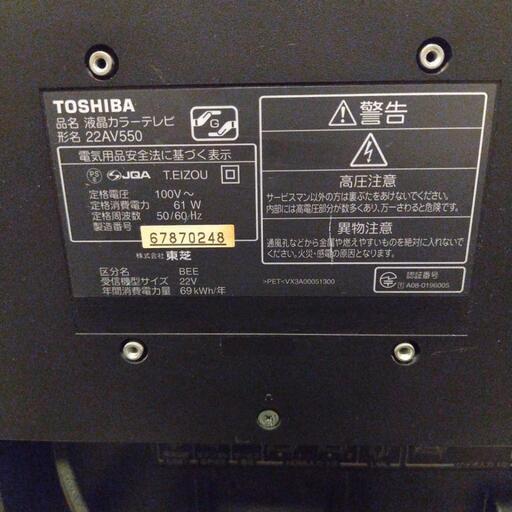 TOSHIBA
品名 液晶カラーテレビ
形名 22AV550
G
電気用品安全法に基づく表示
PS E JQA T.EIZOU
定格電圧 100V～
定格消費電力 61 W
定格周波数 50/60 Hz
製造番号 67870248
株式会社 東芝
区分名 BEE
受信機型サイズ 22V
年間消費電力量 69 kWh/年
警告
高圧注意
サービスマン以外の方は裏ぶたをあけないでください。
内部には高電圧部分が数多くあり、万一さわると危険です。
異物注意
通風孔などから金属や燃えやすいものを絶対に入れないで
ください。火災・感電の原因となります。
>PET<VX3A00051300
認証番号
A08-0196005